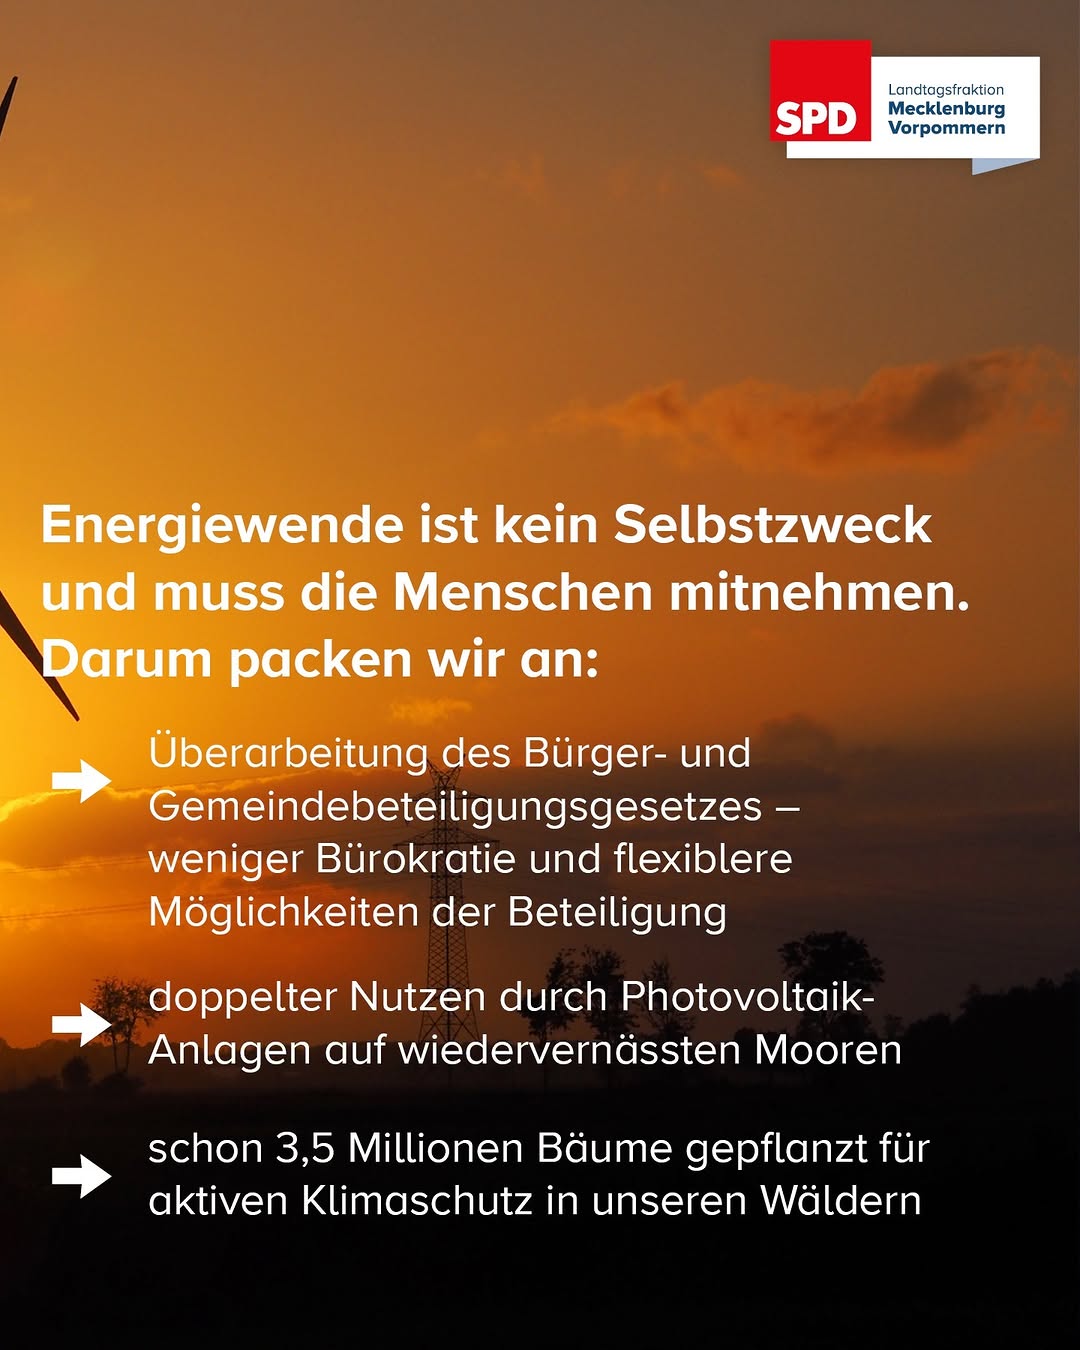 SPD
Landtagsfraktion
Mecklenburg
Vorpommern
Energiewende ist kein Selbstzweck
und muss die Menschen mitnehmen.
Darum packen wir an:
Überarbeitung des Bürger- und
Gemeindebeteiligungsgesetzes –
weniger Bürokratie und flexiblere
Möglichkeiten der Beteiligung
doppelter Nutzen durch Photovoltaik-
Anlagen auf wiedervernässten Mooren
schon 3,5 Millionen Bäume gepflanzt für
aktiven Klimaschutz in unseren Wäldern